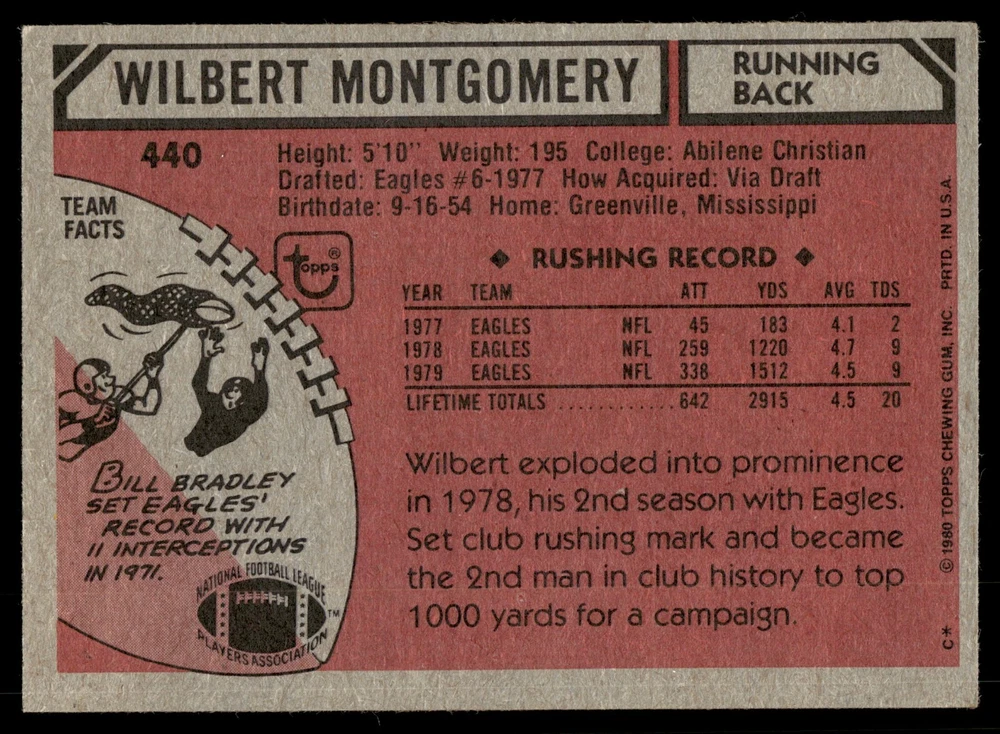 WILBERT MONTGOMERY
RUNNING
BACK
440
Height: 5'10" Weight: 195 College: Abilene Christian
Drafted: Eagles #6-1977 How Acquired: Via Draft
Birthdate: 9-16-54 Home: Greenville, Mississippi
TEAM
FACTS
topps®
◆ RUSHING RECORD ◆
YEAR TEAM ATT YDS AVG TDS
1977 EAGLES NFL 45 183 4.1 2
1978 EAGLES NFL 259 1220 4.7 9
1979 EAGLES NFL 338 1512 4.5 9
LIFETIME TOTALS ............ 642 2915 4.5 20
Wilbert exploded into prominence
in 1978, his 2nd season with Eagles.
Set club rushing mark and became
the 2nd man in club history to top
1000 yards for a campaign.
BILL BRADLEY
SET EAGLES'
RECORD WITH
11 INTERCEPTIONS
IN 1971.
NATIONAL FOOTBALL LEAGUE
PLAYERS ASSOCIATION
TM
© 1980 TOPPS CHEWING GUM, INC. PRTD. IN U.S.A.
C*